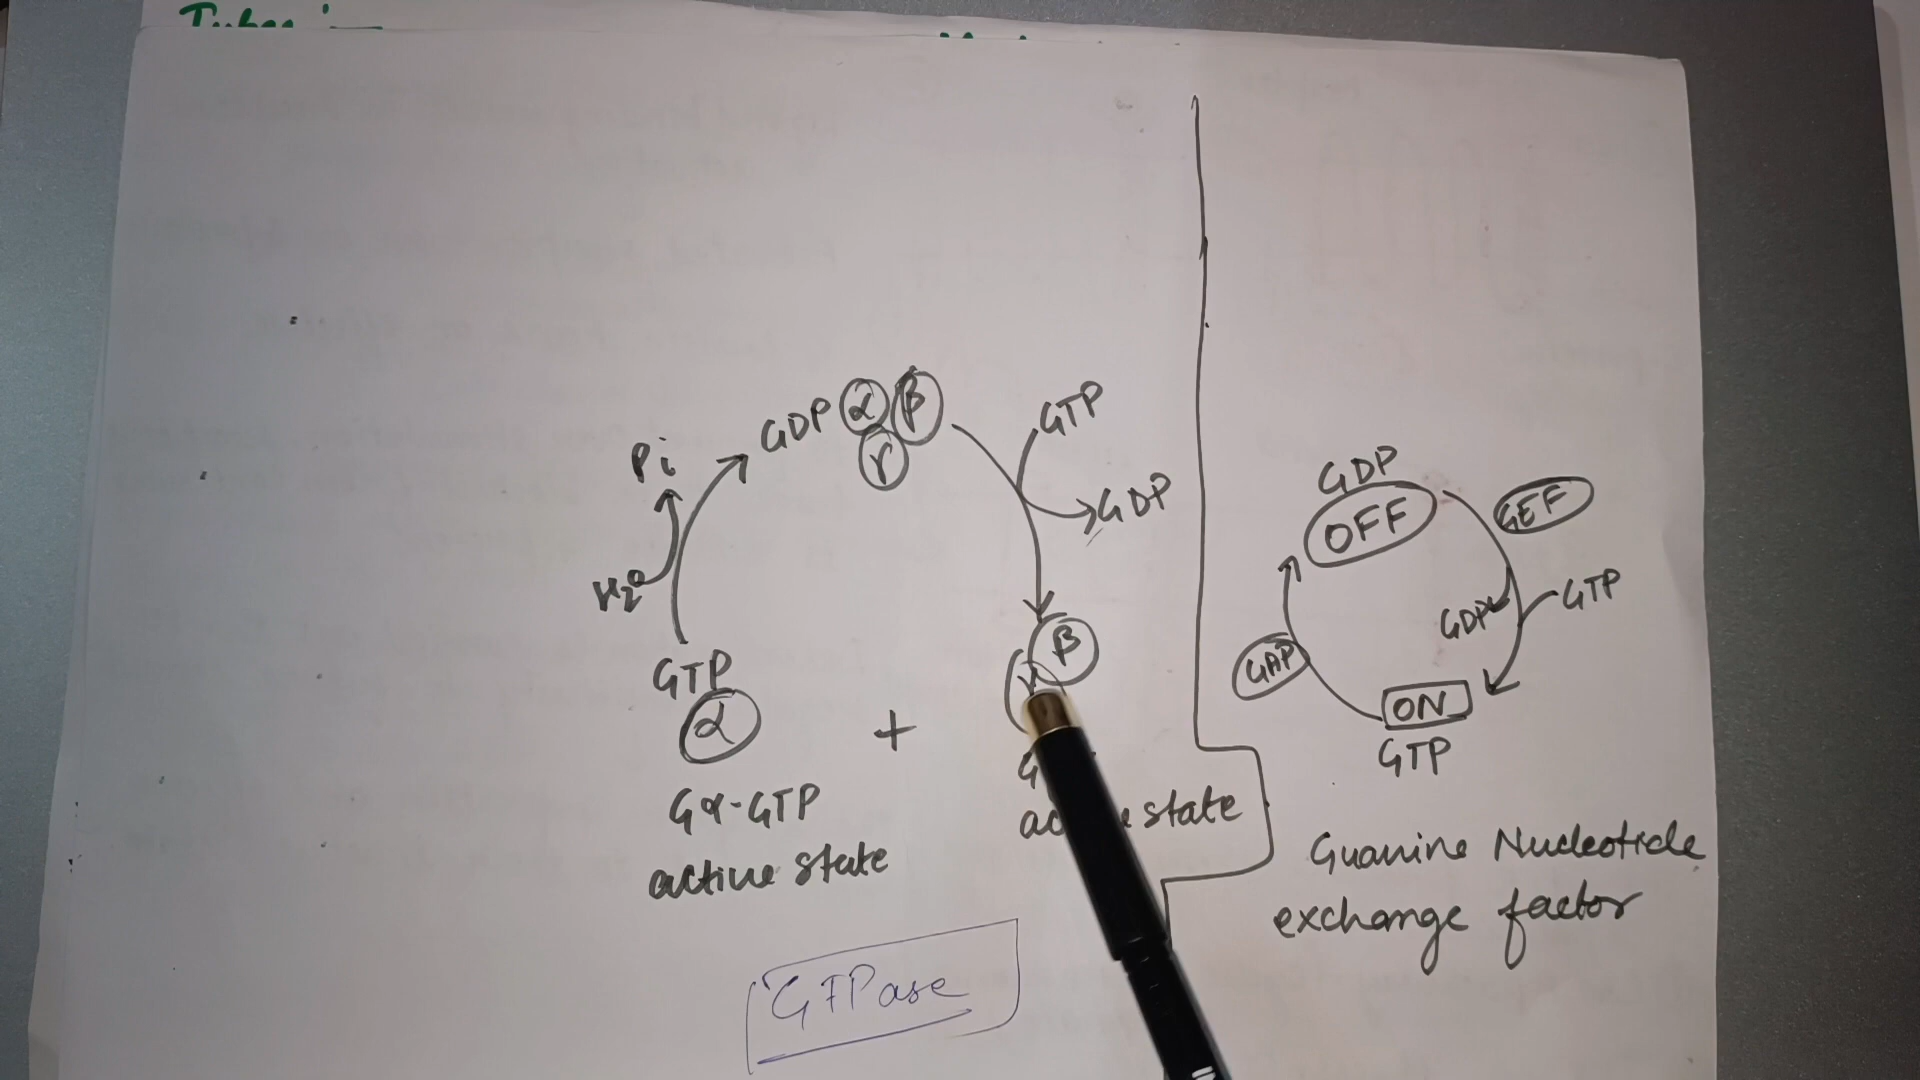 GDP α β
γ
GTP
GDP
Pi
H2O
GTP
α
+
β
γ
Gα-GTP
active state
state
GTPase
GDP
OFF
GEF
GTP
GDP
GAP
ON
GTP
Guanine Nucleotide
exchange factor